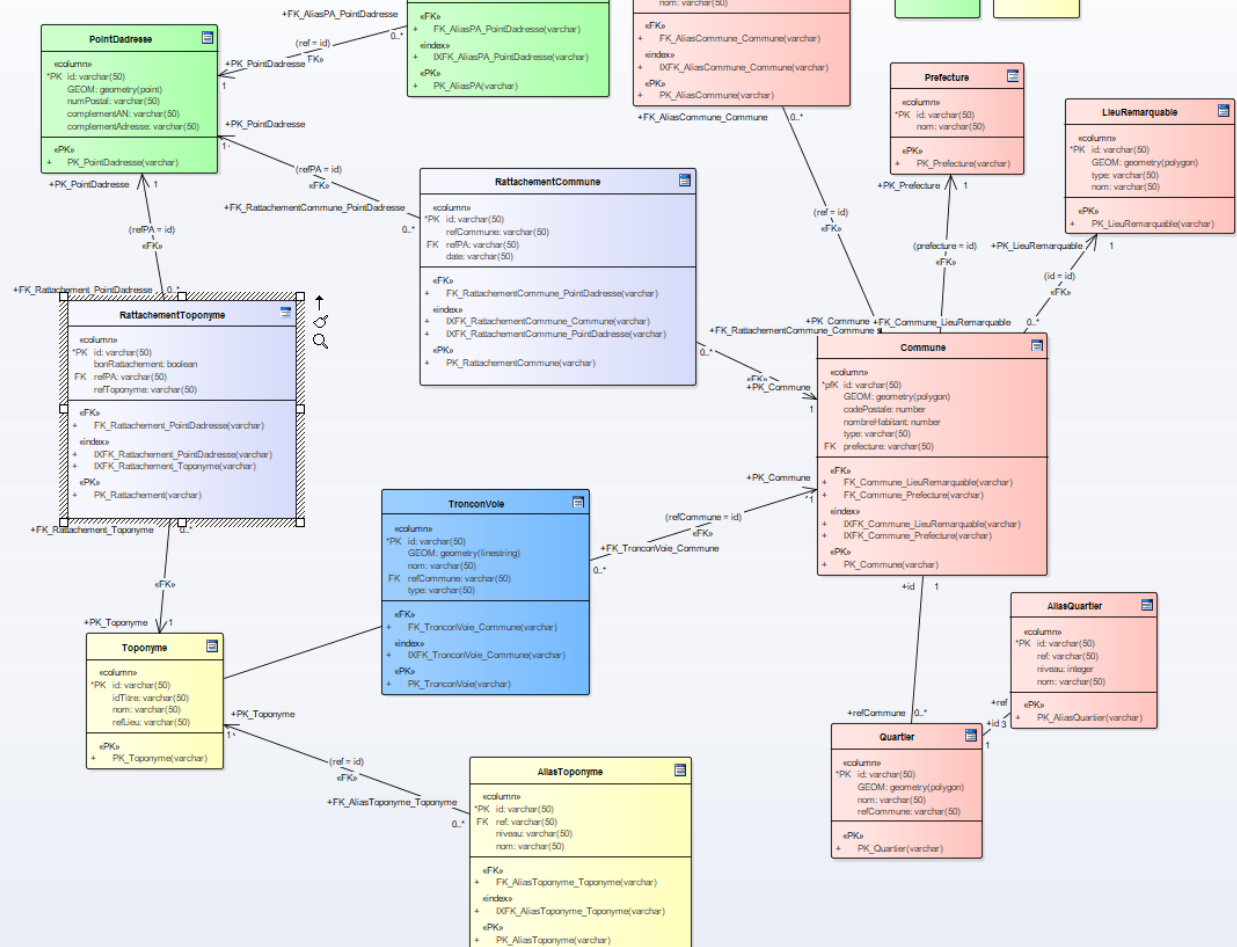 +FK_AliasPA_PointDadresse
0..*
(ref = id)
«FK»
+PK_PointDadresse
1
«FK»
+ FK_AliasPA_PointDadresse(varchar)
«index»
+ IXFK_AliasPA_PointDadresse(varchar)
«PK»
+ PK_AliasPA(varchar)
nom: varchar(50)
«FK»
+ FK_AliasCommune_Commune(varchar)
«index»
+ IXFK_AliasCommune_Commune(varchar)
«PK»
+ PK_AliasCommune(varchar)
+FK_AliasCommune_Commune
0..*
(ref = id)
«FK»
PointDadresse
«column»
*PK id: varchar(50)
GEOM: geometry(point)
numPostal: varchar(50)
complementAN: varchar(50)
complementAdresse: varchar(50)
«PK»
+ PK_PointDadresse(varchar)
+PK_PointDadresse
1
(refPA = id)
«FK»
+FK_RattachementCommune_PointDadresse
0..*
+PK_PointDadresse
1
(refPA = id)
«FK»
+FK_Rattachement_PointDadresse
0..*
Prefecture
«column»
*PK id: varchar(50)
nom: varchar(50)
«PK»
+ PK_Prefecture(varchar)
+PK_Prefecture
1
(prefecture = id)
«FK»
LieuRemarquable
«column»
*PK id: varchar(50)
GEOM: geometry(polygon)
type: varchar(50)
nom: varchar(50)
«PK»
+ PK_LieuRemarquable(varchar)
+PK_LieuRemarquable
1
(id = id)
«FK»
RattachementCommune
«column»
*PK id: varchar(50)
refCommune: varchar(50)
FK refPA: varchar(50)
date: varchar(50)
«FK»
+ FK_RattachementCommune_PointDadresse(varchar)
«index»
+ IXFK_RattachementCommune_Commune(varchar)
+ IXFK_RattachementCommune_PointDadresse(varchar)
«PK»
+ PK_RattachementCommune(varchar)
+PK_Commune
+FK_Commune_LieuRemarquable
0..*
+FK_RattachementCommune_Commune
0..*
«FK»
+PK_Commune
1
RattachementToponyme
«column»
*PK id: varchar(50)
bonRattachement: boolean
FK refPA: varchar(50)
refToponyme: varchar(50)
«FK»
+ FK_Rattachement_PointDadresse(varchar)
«index»
+ IXFK_Rattachement_PointDadresse(varchar)
+ IXFK_Rattachement_Toponyme(varchar)
«PK»
+ PK_Rattachement(varchar)
+FK_Rattachement_Toponyme
0..*
«FK»
+PK_Toponyme
1
Commune
«column»
*pfK id: varchar(50)
GEOM: geometry(polygon)
codePostale: number
nombreHabitant: number
type: varchar(50)
FK prefecture: varchar(50)
«FK»
+ FK_Commune_LieuRemarquable(varchar)
+ FK_Commune_Prefecture(varchar)
«index»
+ IXFK_Commune_LieuRemarquable(varchar)
+ IXFK_Commune_Prefecture(varchar)
«PK»
+ PK_Commune(varchar)
+PK_Commune
1
(refCommune = id)
«FK»
+FK_TronconVoie_Commune
0..*
TronconVoie
«column»
*PK id: varchar(50)
GEOM: geometry(linestring)
nom: varchar(50)
FK refCommune: varchar(50)
type: varchar(50)
«FK»
+ FK_TronconVoie_Commune(varchar)
«index»
+ IXFK_TronconVoie_Commune(varchar)
«PK»
+ PK_TronconVoie(varchar)
+id
1
AliasQuartier
«column»
*PK id: varchar(50)
ref: varchar(50)
niveau: integer
nom: varchar(50)
«PK»
+ PK_AliasQuartier(varchar)
+ref
+id
3
1
+refCommune
0..*
Quartier
«column»
*PK id: varchar(50)
GEOM: geometry(polygon)
nom: varchar(50)
refCommune: varchar(50)
«PK»
+ PK_Quartier(varchar)
Toponyme
«column»
*PK id: varchar(50)
idTitre: varchar(50)
nom: varchar(50)
refLieu: varchar(50)
«PK»
+ PK_Toponyme(varchar)
+PK_Toponyme
1
(ref = id)
«FK»
+FK_AliasToponyme_Toponyme
0..*
AliasToponyme
«column»
*PK id: varchar(50)
FK ref: varchar(50)
niveau: varchar(50)
nom: varchar(50)
«FK»
+ FK_AliasToponyme_Toponyme(varchar)
«index»
+ IXFK_AliasToponyme_Toponyme(varchar)
«PK»
+ PK_AliasToponyme(varchar)